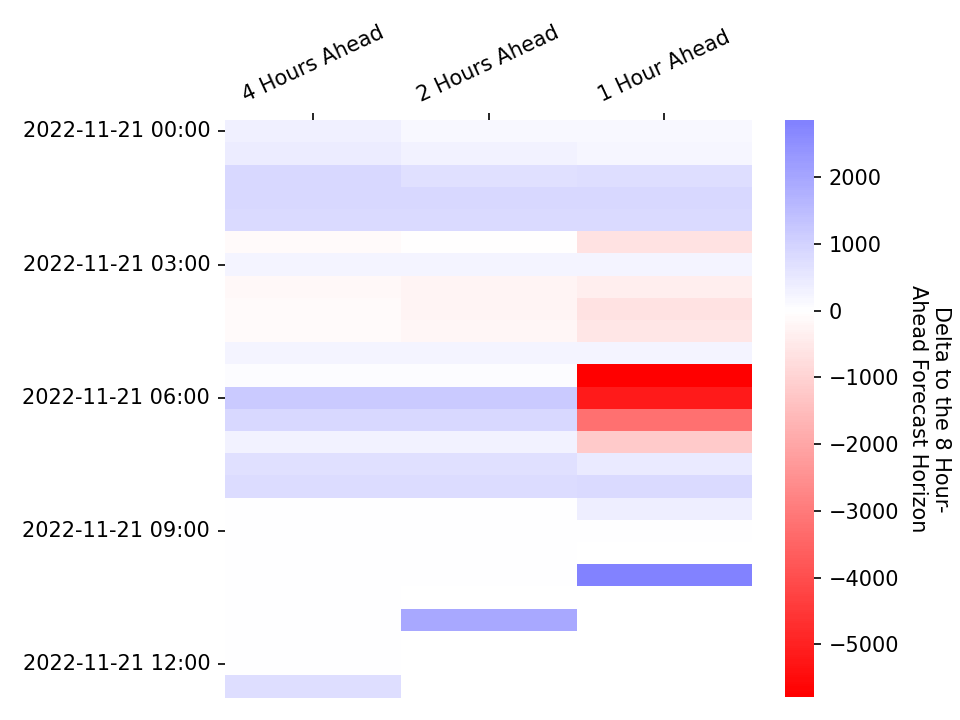 4 Hours Ahead
2 Hours Ahead
1 Hour Ahead
2022-11-21 00:00
2022-11-21 03:00
2022-11-21 06:00
2022-11-21 09:00
2022-11-21 12:00
2000
1000
0
−1000
−2000
−3000
−4000
−5000
Delta to the 8 Hour-
Ahead Forecast Horizon